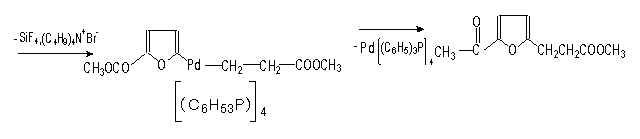 -SiF₄,(C₄H₉)₄N⁺Br⁻
CH₃OCO O Pd—CH₂—CH₂—COOCH₃
[(C₆H₅3P)]₄
-Pd[(C₆H₅)₃P]₄
O
CH₃—C O CH₂CH₂COOCH₃